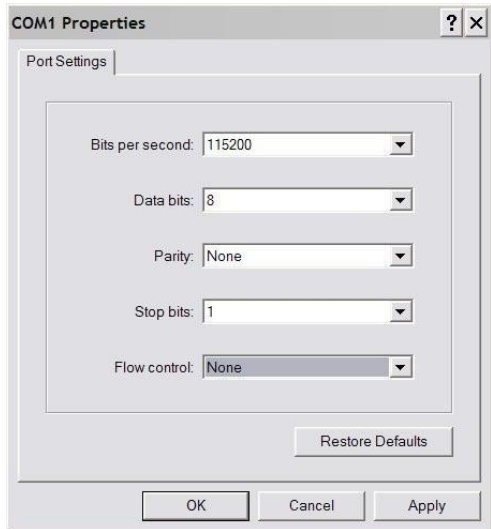 COM1 Properties
? ×
Port Settings
Bits per second: 115200
Data bits: 8
Parity: None
Stop bits: 1
Flow control: None
Restore Defaults
OK Cancel Apply